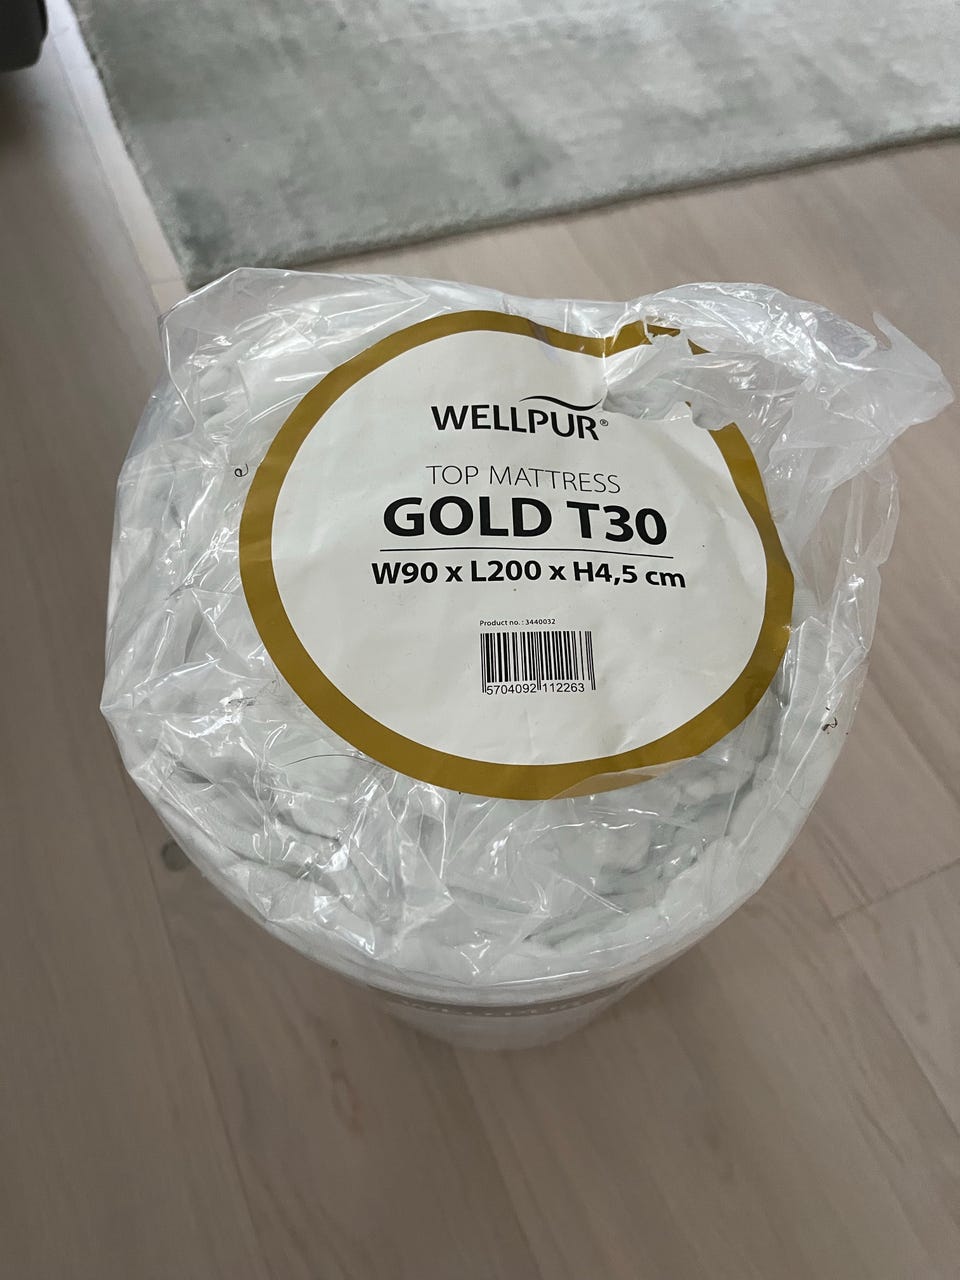 WELLPUR®
TOP MATTRESS
GOLD T30
W90 x L200 x H4,5 cm
Product no. : 3440032
5704092 112263